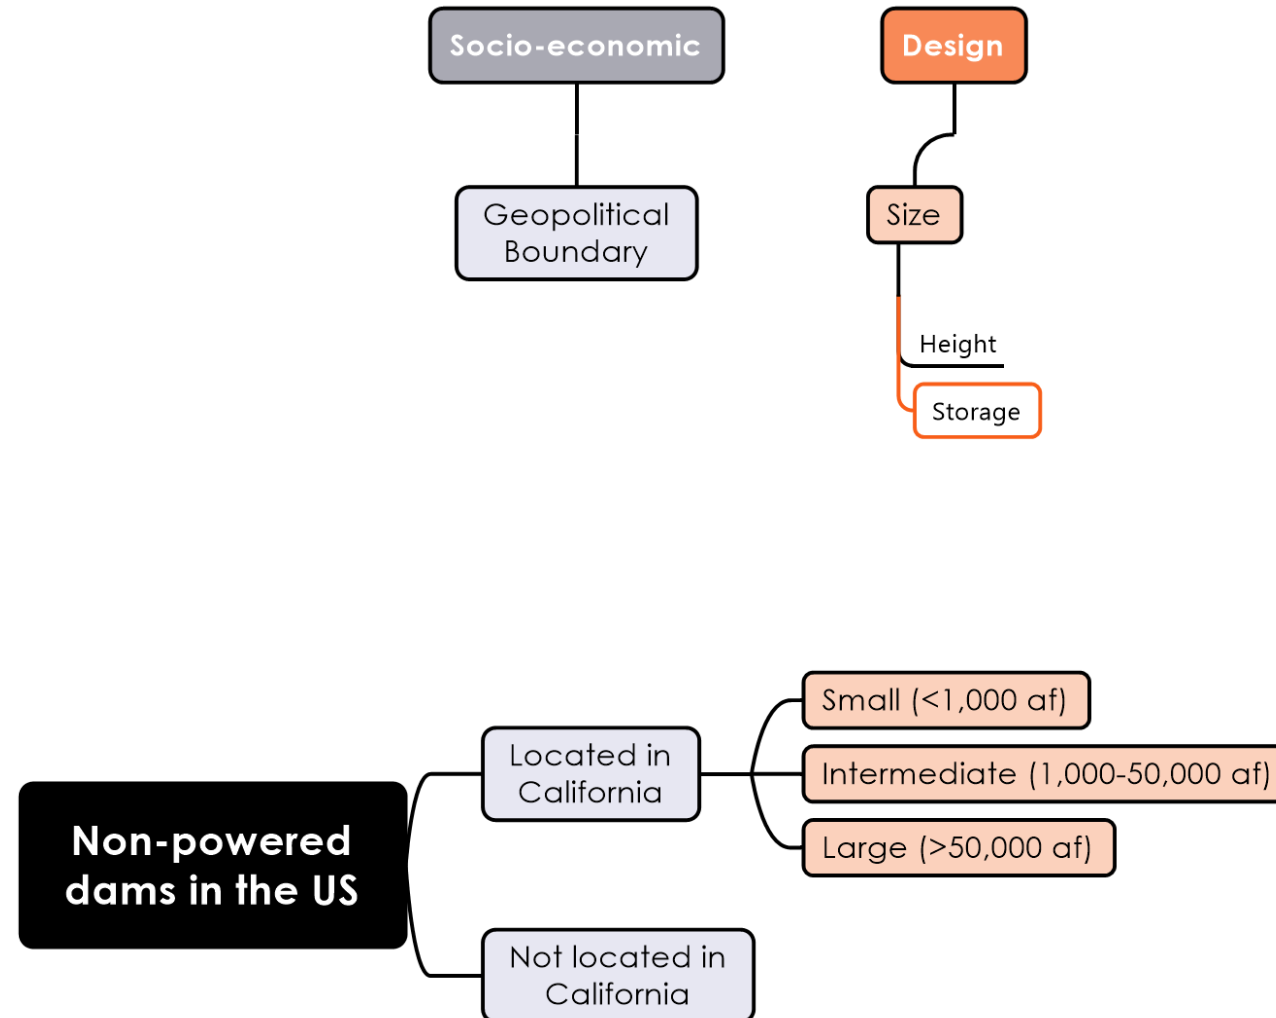 Socio-economic
Design
Geopolitical
Boundary
Size
Height
Storage
Small (<1,000 af)
Located in
California
Intermediate (1,000-50,000 af)
Large (>50,000 af)
Non-powered
dams in the US
Not located in
California